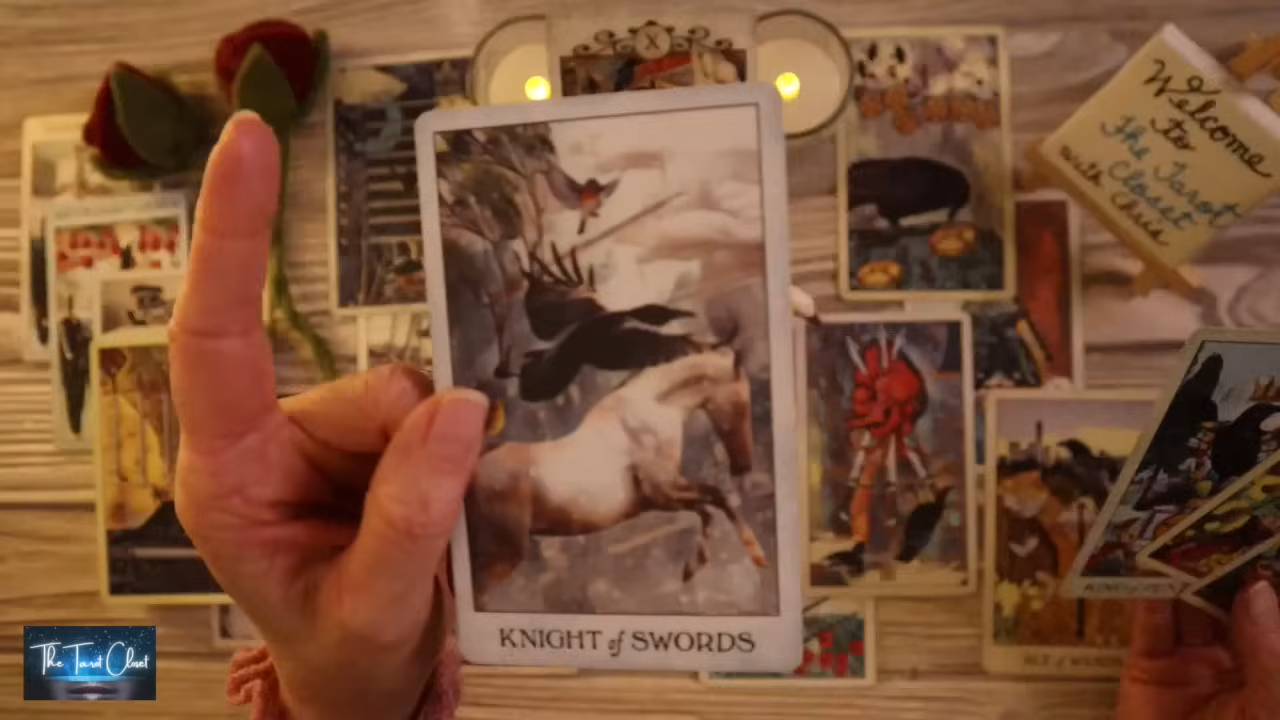 X
Welcome
to
The Tarot
Closet
with Chris
KNIGHT of SWORDS
The Tarot Closet